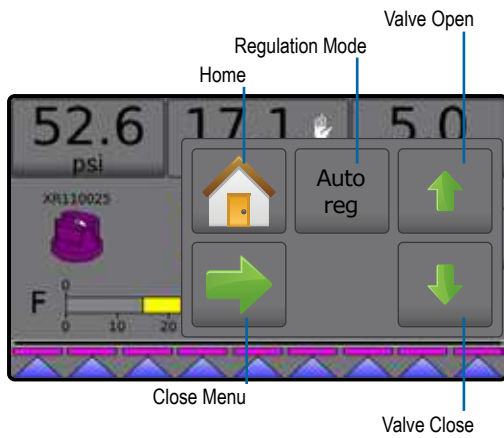 Valve Open
Regulation Mode
Home
52.6
17.1
5.0
psi
Auto
reg
XR110025
F
0
0
10
20
Close Menu
Valve Close